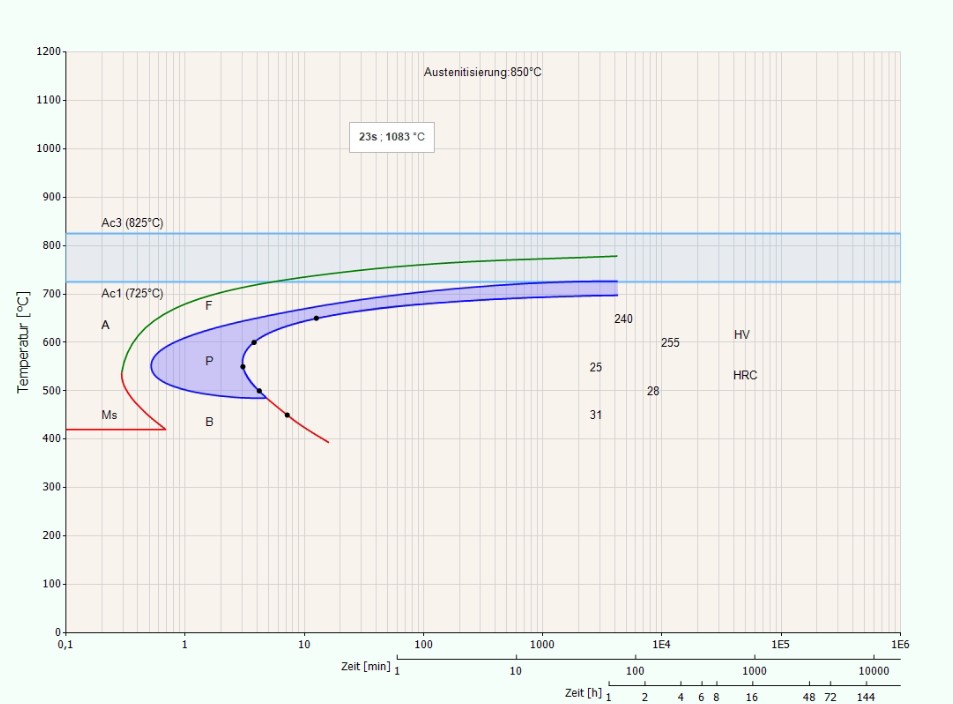 1200
Austenitisierung:850°C
1100
23s ; 1083 °C
1000
900
Ac3 (825°C)
800
Ac1 (725°C)
700
F
A
240
HV
600
255
P
25
HRC
500
28
Ms
31
B
400
300
200
100
0
Temperatur [°C]
0,1 1 10 100 1000 1E4 1E5 1E6
Zeit [min] 1 10 100 1000 10000
Zeit [h] 1 2 4 6 8 16 48 72 144